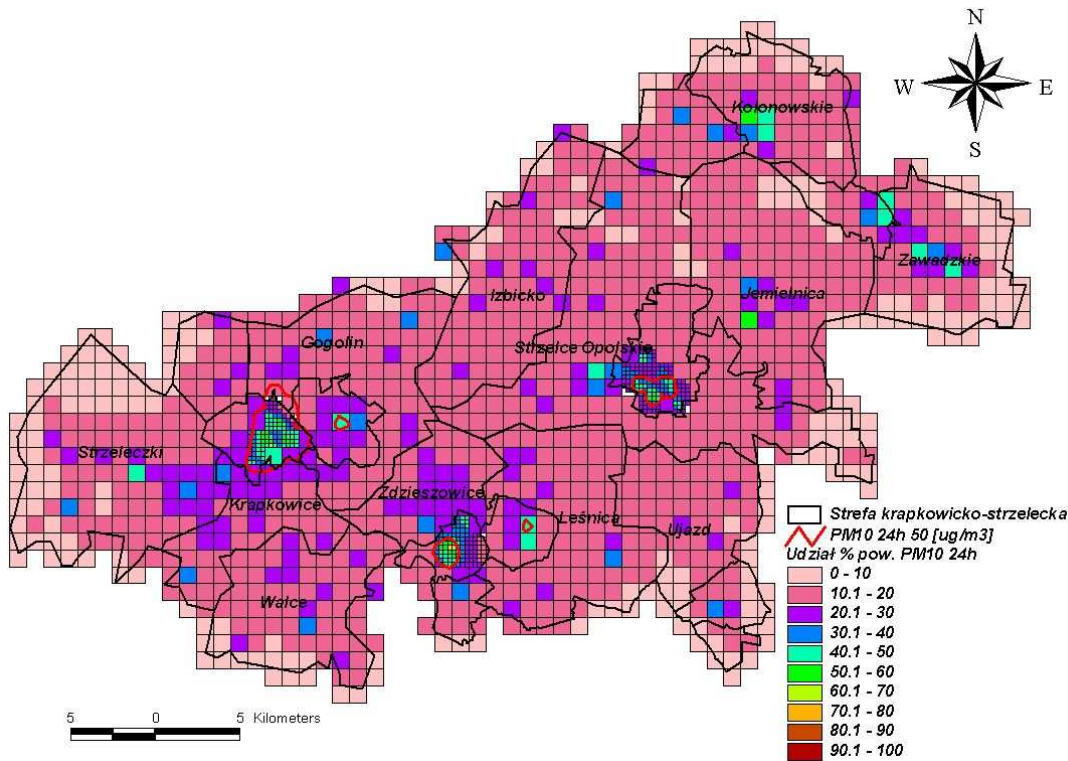 N
W E
S
Kolonowskie
Zawadzkie
Izbicko
Jemielnica
Gogolin
Strzelce Opolskie
Strzeleczki
Zdzieszowice
Krapkowice
Leśnica
Ujazd
Walce
Strefa krapkowicko-strzelecka
PM10 24h 50 [ug/m3]
Udział % pow. PM10 24h
0 - 10
10.1 - 20
20.1 - 30
30.1 - 40
40.1 - 50
50.1 - 60
60.1 - 70
70.1 - 80
80.1 - 90
90.1 - 100
5 0 5 Kilometers